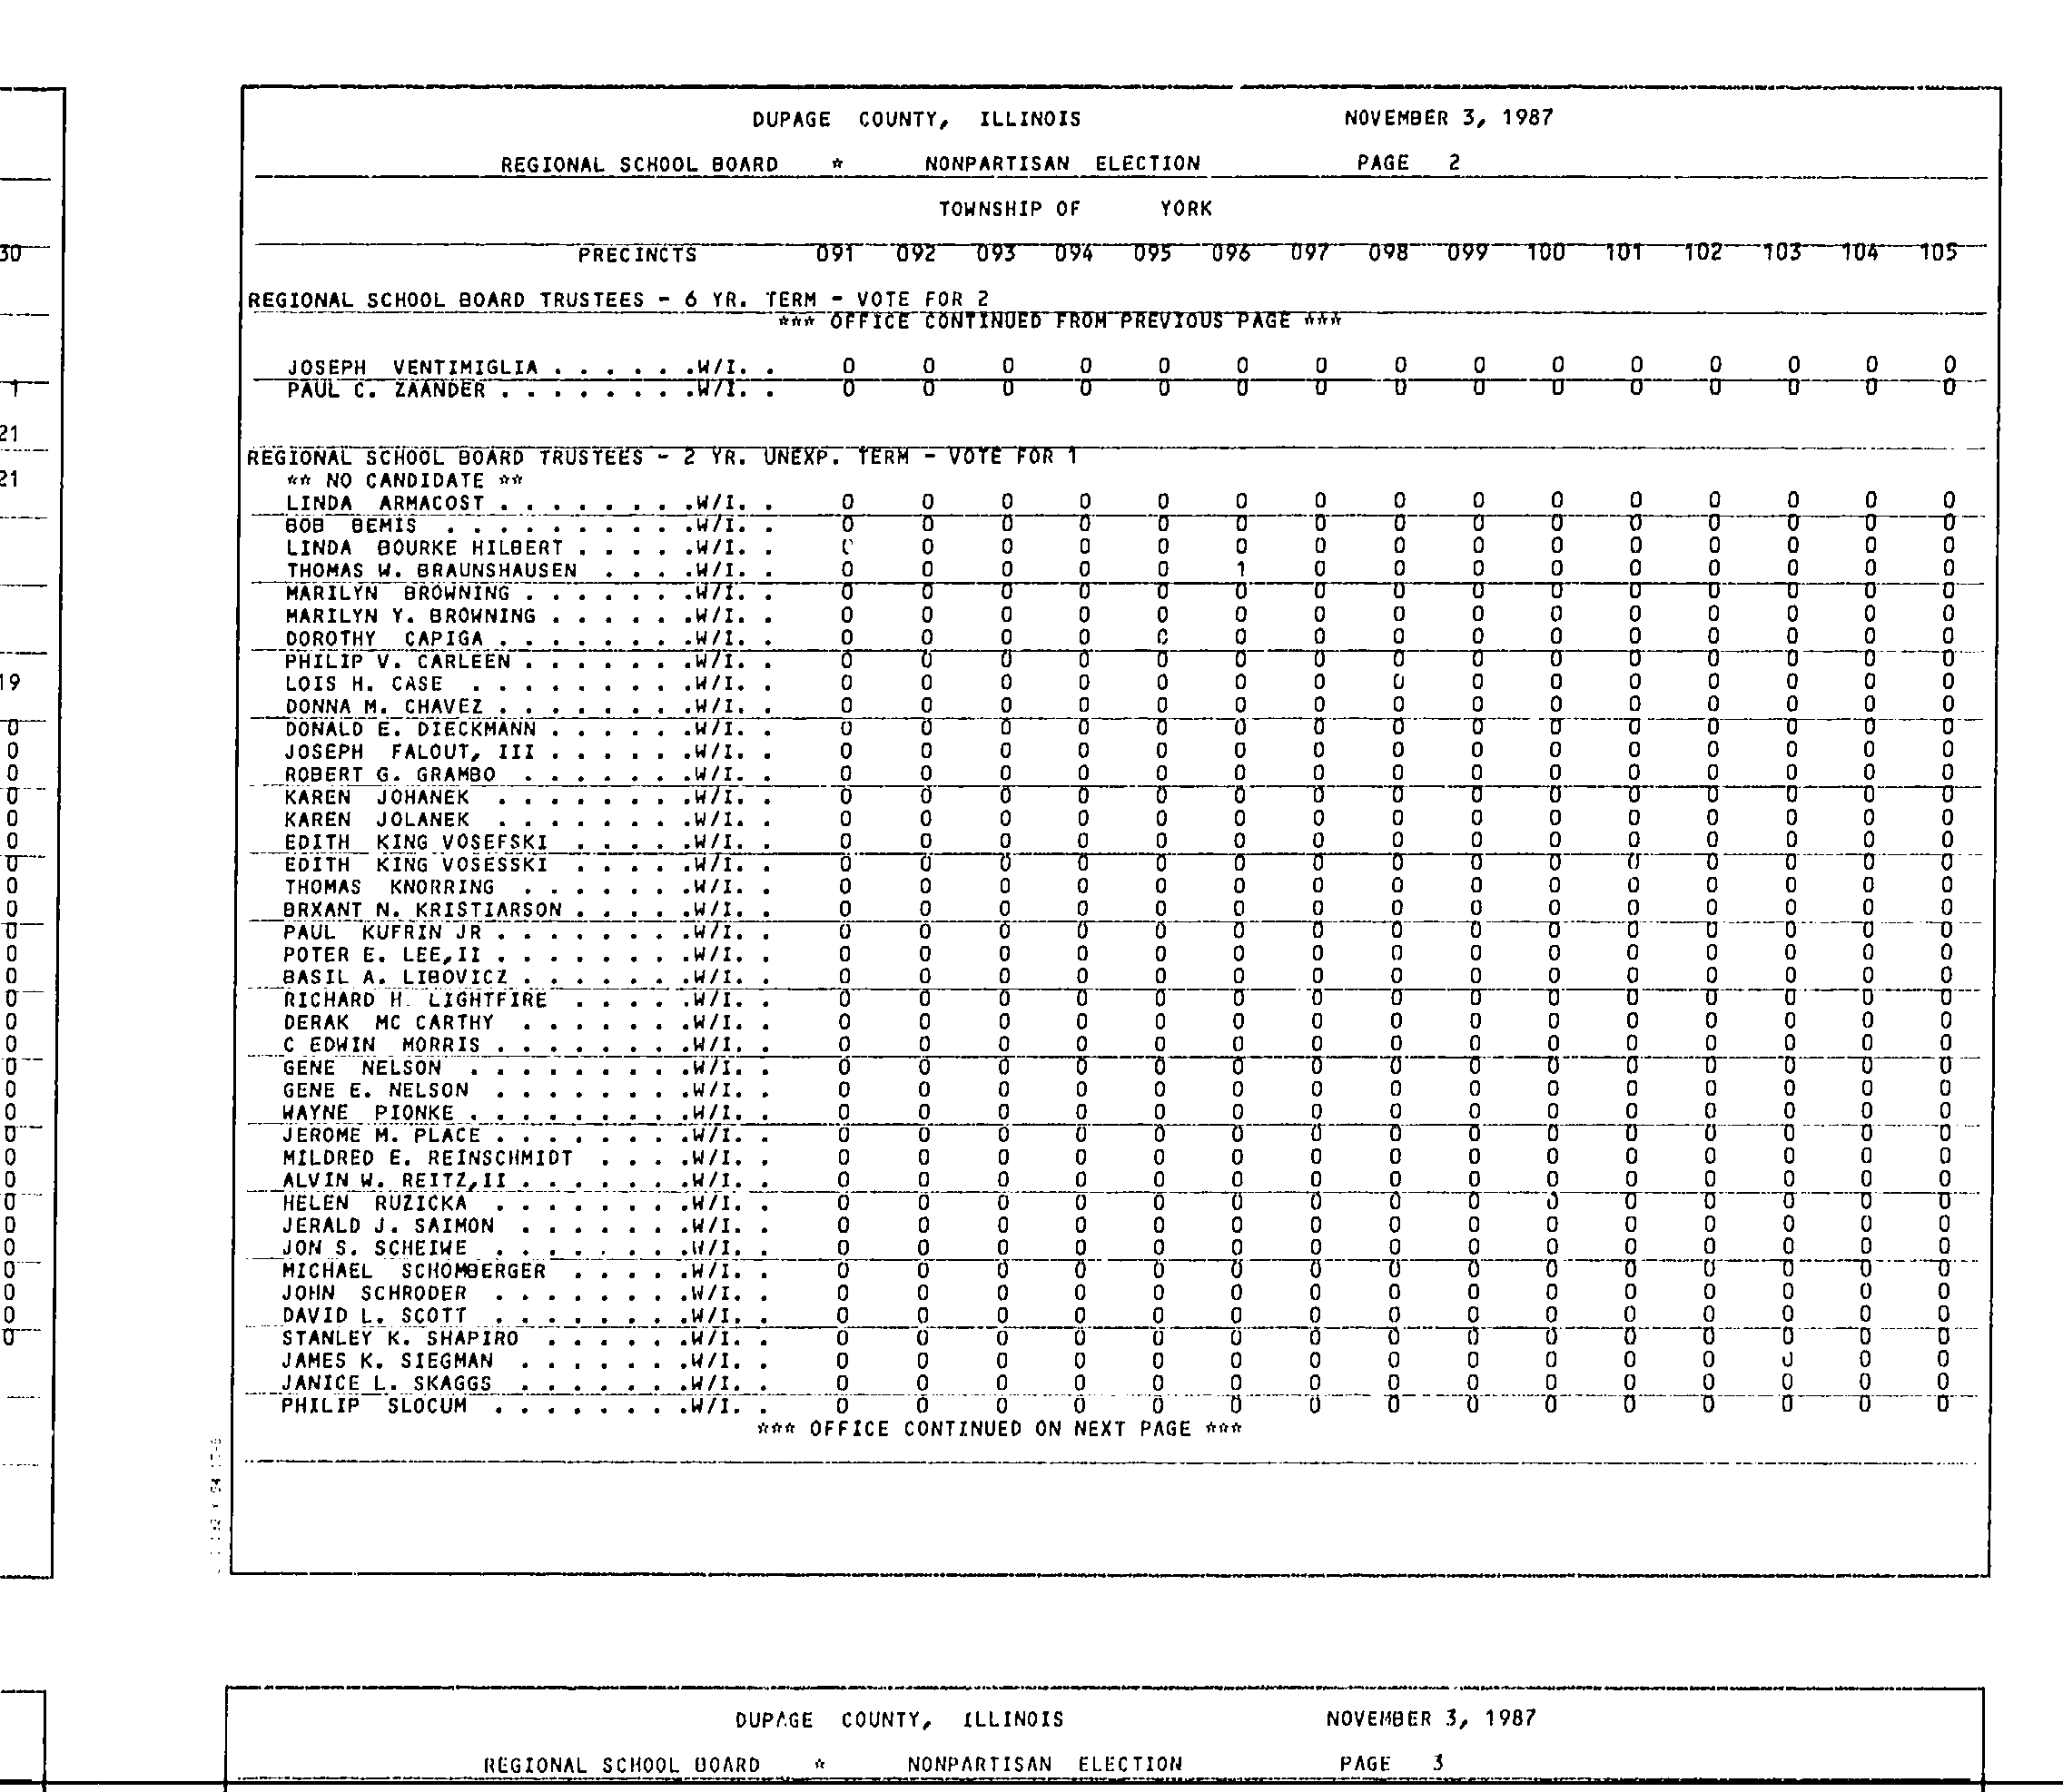 DUPAGE COUNTY, ILLINOIS NOVEMBER 3, 1987
REGIONAL SCHOOL BOARD * NONPARTISAN ELECTION PAGE 2
TOWNSHIP OF YORK
PRECINCTS 091 092 093 094 095 096 097 098 099 100 101 102 103 104 105
REGIONAL SCHOOL BOARD TRUSTEES - 6 YR. TERM - VOTE FOR 2
*** OFFICE CONTINUED FROM PREVIOUS PAGE ***
JOSEPH VENTIMIGLIA . . . . . .W/I. . 0 0 0 0 0 0 0 0 0 0 0 0 0 0 0
PAUL C. ZAANDER . . . . . . . .W/I. . 0 0 0 0 0 0 0 0 0 0 0 0 0 0 0
REGIONAL SCHOOL BOARD TRUSTEES - 2 YR. UNEXP. TERM - VOTE FOR 1
** NO CANDIDATE **
LINDA ARMACOST . . . . . . . .W/I. . 0 0 0 0 0 0 0 0 0 0 0 0 0 0 0
BOB BEMIS . . . . . . . . . .W/I. . 0 0 0 0 0 0 0 0 0 0 0 0 0 0 0
LINDA BOURKE HILBERT . . . . .W/I. . 0 0 0 0 0 0 0 0 0 0 0 0 0 0 0
THOMAS W. BRAUNSHAUSEN . . . .W/I. . 0 0 0 0 0 1 0 0 0 0 0 0 0 0 0
MARILYN BROWNING . . . . . . .W/I. . 0 0 0 0 0 0 0 0 0 0 0 0 0 0 0
MARILYN Y. BROWNING . . . . . .W/I. . 0 0 0 0 0 0 0 0 0 0 0 0 0 0 0
DOROTHY CAPIGA . . . . . . . .W/I. . 0 0 0 0 0 0 0 0 0 0 0 0 0 0 0
PHILIP V. CARLEEN . . . . . . .W/I. . 0 0 0 0 0 0 0 0 0 0 0 0 0 0 0
LOIS H. CASE . . . . . . . . .W/I. . 0 0 0 0 0 0 0 0 0 0 0 0 0 0 0
DONNA M. CHAVEZ . . . . . . . .W/I. . 0 0 0 0 0 0 0 0 0 0 0 0 0 0 0
DONALD E. DIECKMANN . . . . . .W/I. . 0 0 0 0 0 0 0 0 0 0 0 0 0 0 0
JOSEPH FALOUT, III . . . . . .W/I. . 0 0 0 0 0 0 0 0 0 0 0 0 0 0 0
ROBERT G. GRAMBO . . . . . . .W/I. . 0 0 0 0 0 0 0 0 0 0 0 0 0 0 0
KAREN JOHANEK . . . . . . . .W/I. . 0 0 0 0 0 0 0 0 0 0 0 0 0 0 0
KAREN JOLANEK . . . . . . . .W/I. . 0 0 0 0 0 0 0 0 0 0 0 0 0 0 0
EDITH KING VOSEFSKI . . . . .W/I. . 0 0 0 0 0 0 0 0 0 0 0 0 0 0 0
EDITH KING VOSESSKI . . . . .W/I. . 0 0 0 0 0 0 0 0 0 0 0 0 0 0 0
THOMAS KNORRING . . . . . . .W/I. . 0 0 0 0 0 0 0 0 0 0 0 0 0 0 0
BRXANT N. KRISTIARSON . . . . .W/I. . 0 0 0 0 0 0 0 0 0 0 0 0 0 0 0
PAUL KUFRIN JR . . . . . . . .W/I. . 0 0 0 0 0 0 0 0 0 0 0 0 0 0 0
POTER E. LEE,II . . . . . . . .W/I. . 0 0 0 0 0 0 0 0 0 0 0 0 0 0 0
BASIL A. LIBOVICZ . . . . . . .W/I. . 0 0 0 0 0 0 0 0 0 0 0 0 0 0 0
RICHARD H. LIGHTFIRE . . . . .W/I. . 0 0 0 0 0 0 0 0 0 0 0 0 0 0 0
DERAK MC CARTHY . . . . . . .W/I. . 0 0 0 0 0 0 0 0 0 0 0 0 0 0 0
C EDWIN MORRIS . . . . . . . .W/I. . 0 0 0 0 0 0 0 0 0 0 0 0 0 0 0
GENE NELSON . . . . . . . . .W/I. . 0 0 0 0 0 0 0 0 0 0 0 0 0 0 0
GENE E. NELSON . . . . . . . .W/I. . 0 0 0 0 0 0 0 0 0 0 0 0 0 0 0
WAYNE PIONKE . . . . . . . . .W/I. . 0 0 0 0 0 0 0 0 0 0 0 0 0 0 0
JEROME M. PLACE . . . . . . . .W/I. . 0 0 0 0 0 0 0 0 0 0 0 0 0 0 0
MILDRED E. REINSCHMIDT . . . .W/I. . 0 0 0 0 0 0 0 0 0 0 0 0 0 0 0
ALVIN W. REITZ,II . . . . . . .W/I. . 0 0 0 0 0 0 0 0 0 0 0 0 0 0 0
HELEN RUZICKA . . . . . . . .W/I. . 0 0 0 0 0 0 0 0 0 0 0 0 0 0 0
JERALD J. SAIMON . . . . . . .W/I. . 0 0 0 0 0 0 0 0 0 0 0 0 0 0 0
JON S. SCHEIWE . . . . . . . .W/I. . 0 0 0 0 0 0 0 0 0 0 0 0 0 0 0
MICHAEL SCHOMBERGER . . . . .W/I. . 0 0 0 0 0 0 0 0 0 0 0 0 0 0 0
JOHN SCHRODER . . . . . . . .W/I. . 0 0 0 0 0 0 0 0 0 0 0 0 0 0 0
DAVID L. SCOTT . . . . . . . .W/I. . 0 0 0 0 0 0 0 0 0 0 0 0 0 0 0
STANLEY K. SHAPIRO . . . . . .W/I. . 0 0 0 0 0 0 0 0 0 0 0 0 0 0 0
JAMES K. SIEGMAN . . . . . . .W/I. . 0 0 0 0 0 0 0 0 0 0 0 0 0 0 0
JANICE L. SKAGGS . . . . . . .W/I. . 0 0 0 0 0 0 0 0 0 0 0 0 0 0 0
PHILIP SLOCUM . . . . . . . .W/I. . 0 0 0 0 0 0 0 0 0 0 0 0 0 0 0
*** OFFICE CONTINUED ON NEXT PAGE ***
DUPAGE COUNTY, ILLINOIS NOVEMBER 3, 1987
REGIONAL SCHOOL BOARD * NONPARTISAN ELECTION PAGE 3